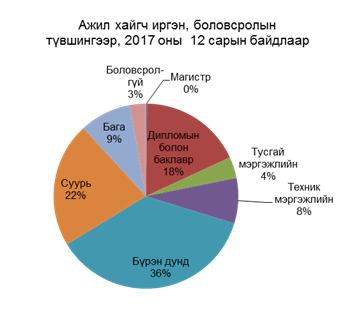 Ажил хайгч иргэн, боловсролын
түвшингээр, 2017 оны 12 сарын байдлаар
Боловсрол-
гүй
3%
Магистр
0%
Бага
9%
Дипломын
болон
баклавр
18%
Тусгай
мэргэжлийн
4%
Суурь
22%
Техник
мэргэжлийн
8%
Бүрэн дунд
36%